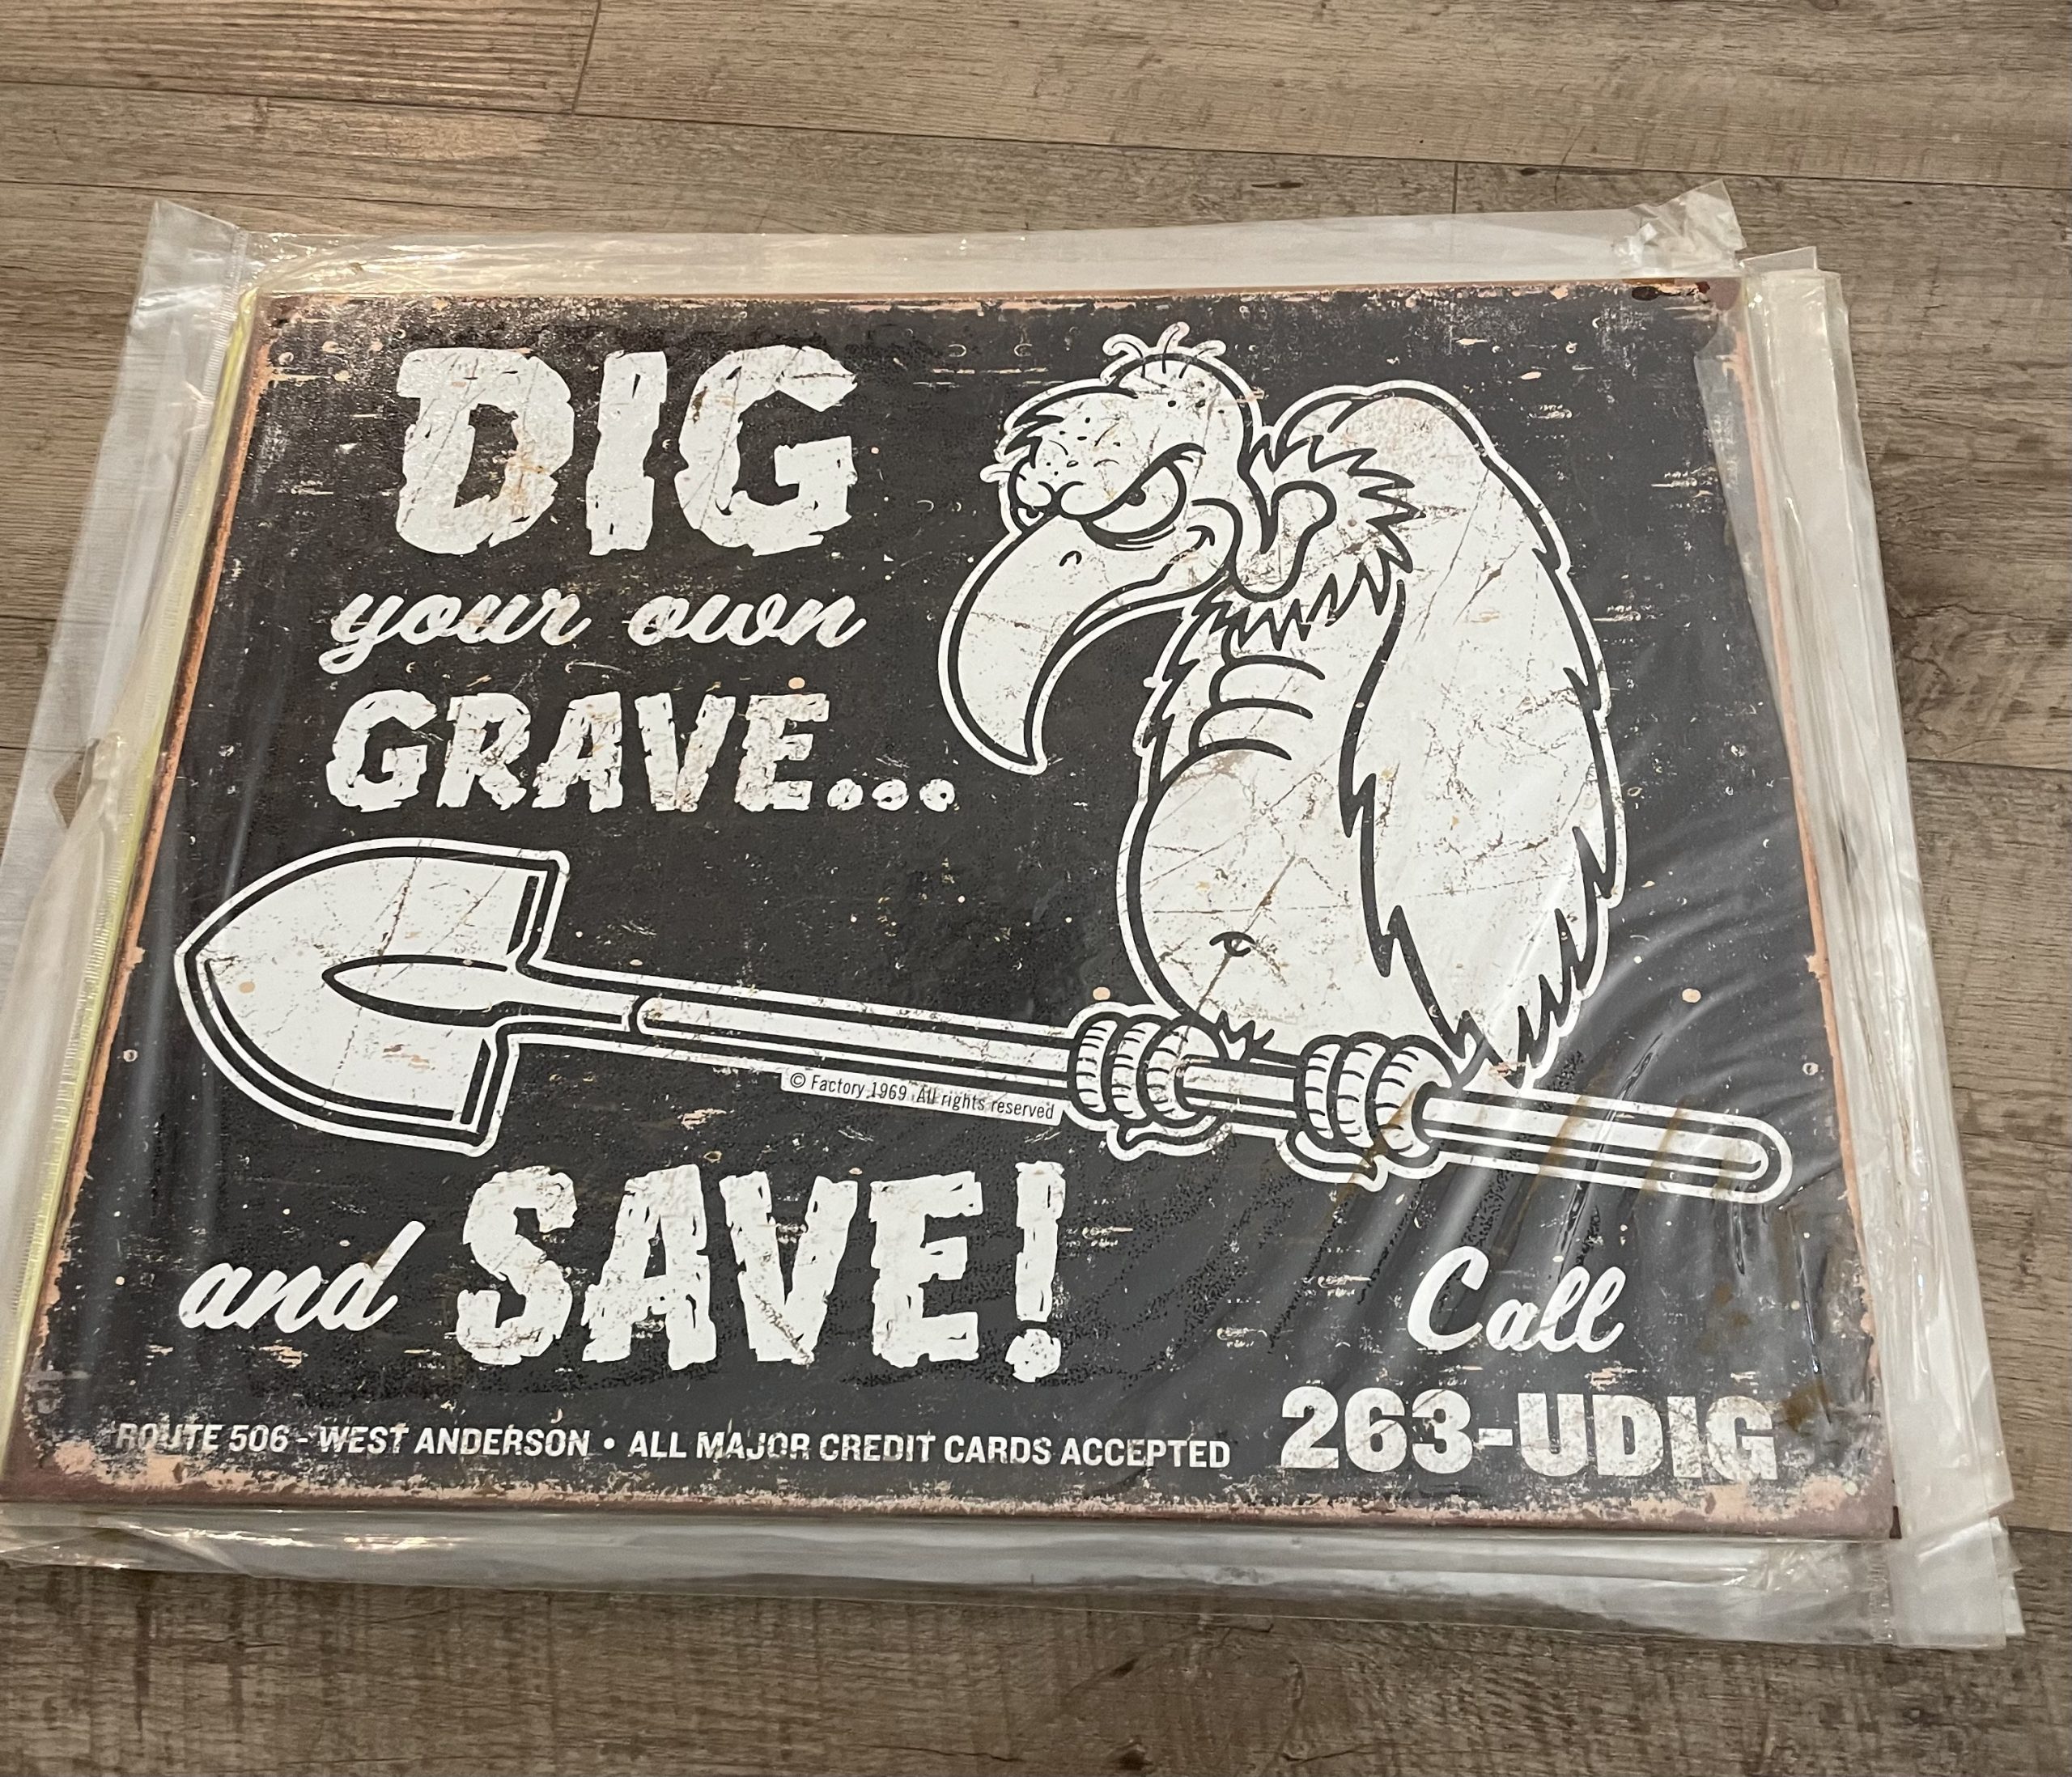 DIG
your own
GRAVE...
© Factory 1969 All rights reserved
and SAVE!
Call
263-UDIG
ROUTE 506 - WEST ANDERSON • ALL MAJOR CREDIT CARDS ACCEPTED